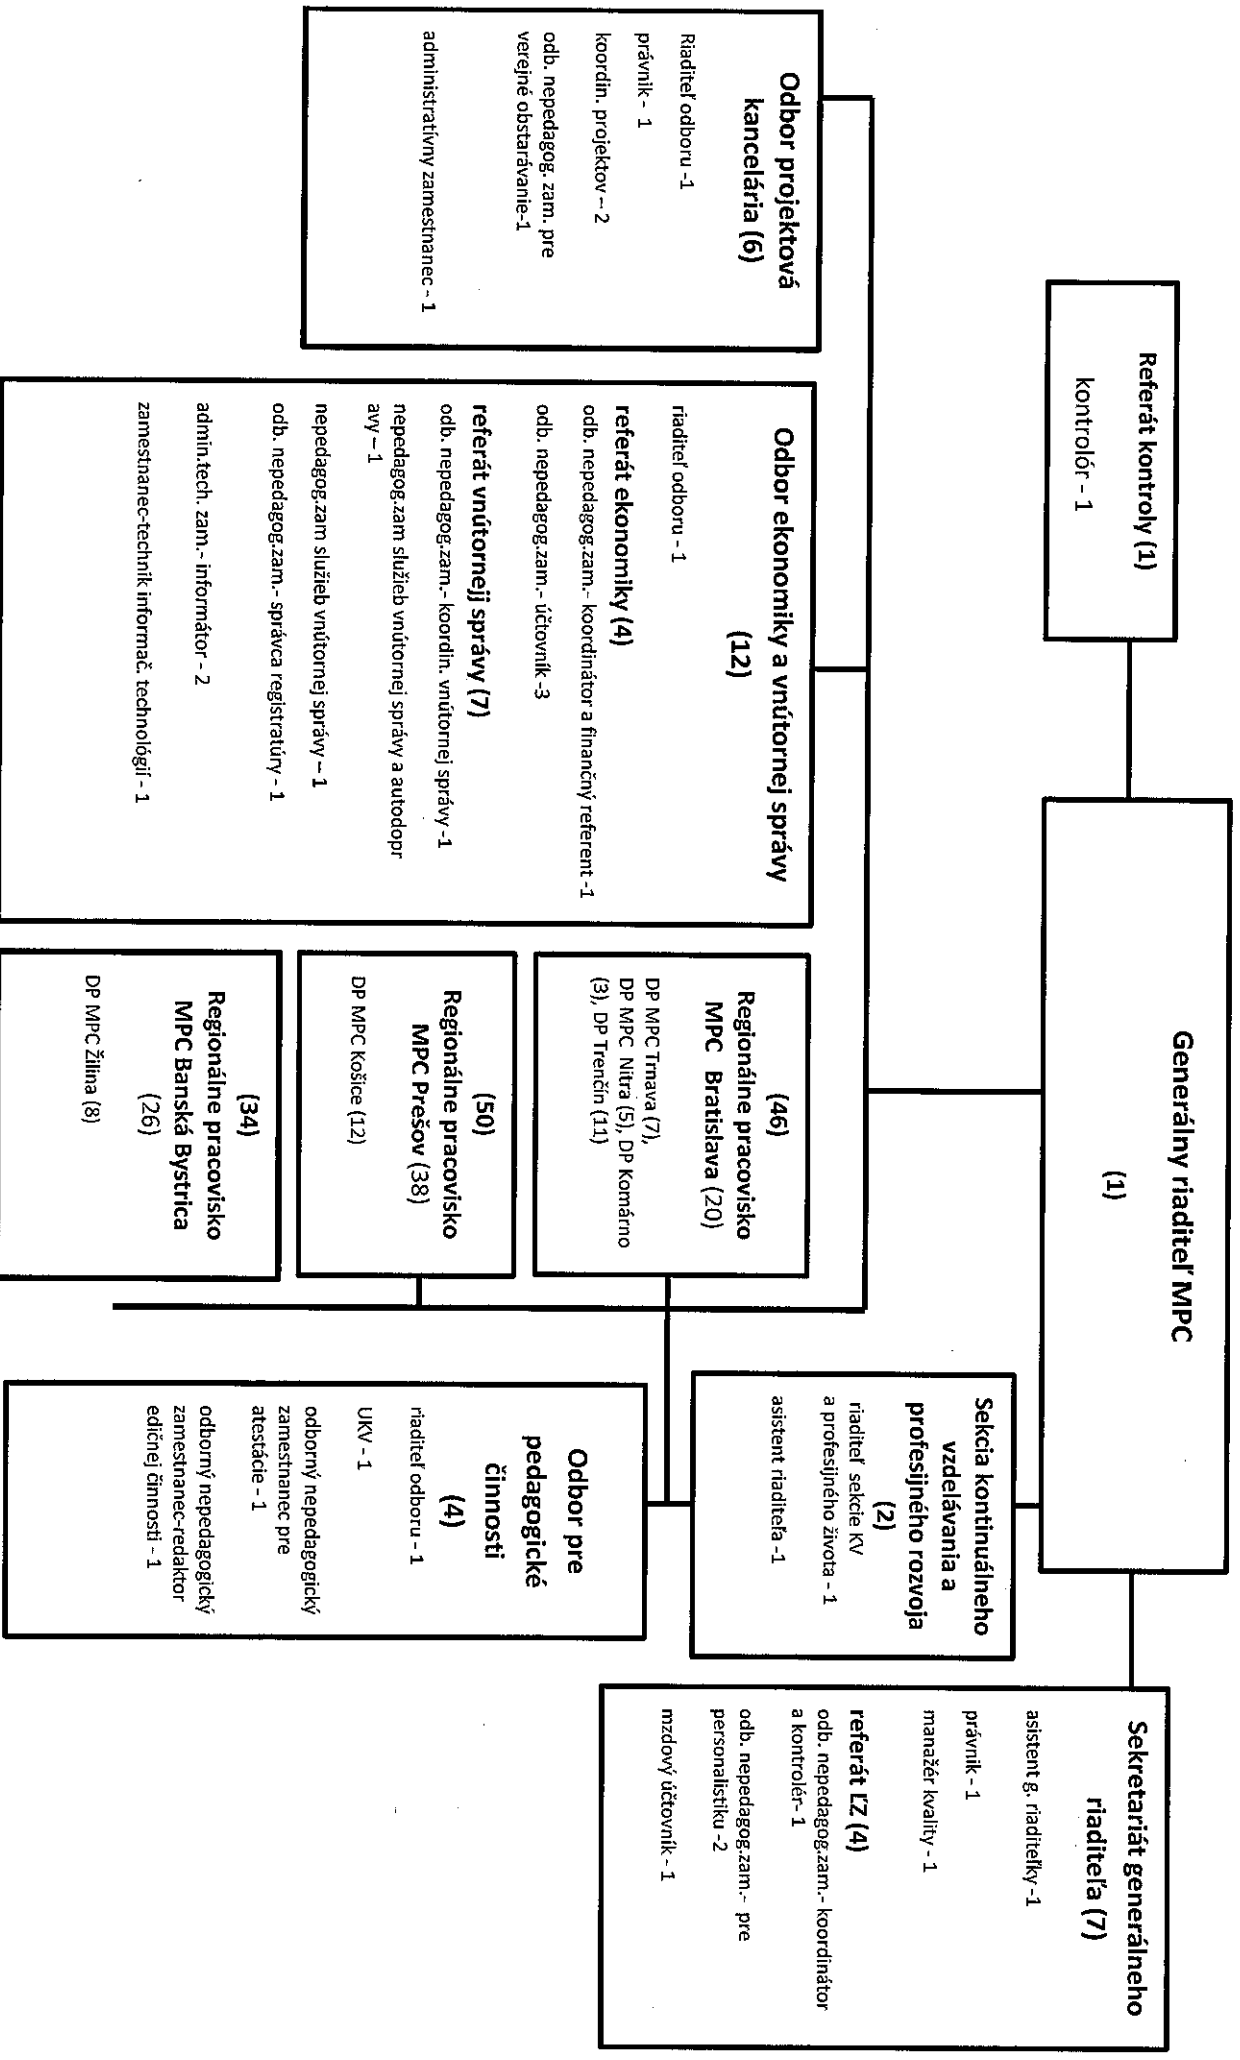 Generálny riaditeľ MPC
(1)
Referát kontroly (1)
kontrolór - 1
Sekretariát generálneho
riaditeľa (7)
asistent g. riaditeľky -1
právnik - 1
manažér kvality - 1
referát ĽZ (4)
odb. nepedagog.zam.- koordinátor
a kontrolér- 1
odb. nepedagog.zam.- pre
personalistiku -2
mzdový účtovník - 1
Sekcia kontinuálneho
vzdelávania a
profesijného rozvoja
(2)
riaditeľ sekcie KV
a profesijného života - 1
asistent riaditeľa -1
Odbor projektová
kancelária (6)
Riaditeľ odboru -1
právnik - 1
koordin. projektov -- 2
odb. nepedagog. zam. pre
verejné obstarávanie-1
administratívny zamestnanec - 1
Odbor ekonomiky a vnútornej správy
(12)
riaditeľ odboru - 1
referát ekonomiky (4)
odb. nepedagog.zam.- koordinátor a finančný referent -1
odb. nepedagog.zam.- účtovník -3
referát vnútornejj správy (7)
odb. nepedagog.zam.- koordin. vnútornej správy -1
nepedagog.zam služieb vnútornej správy a autodopr
avy -- 1
nepedagog.zam služieb vnútornej správy -- 1
odb. nepedagog.zam.- správca registratúry - 1
admin.tech. zam.- informátor - 2
zamestnanec-technik informač. technológií - 1
(46)
Regionálne pracovisko
MPC Bratislava (20)
DP MPC Trnava (7),
DP MPC Nitra (5), DP Komárno
(3), DP Trenčín (11)
(50)
Regionálne pracovisko
MPC Prešov (38)
DP MPC Košice (12)
(34)
Regionálne pracovisko
MPC Banská Bystrica
(26)
DP MPC Žilina (8)
Odbor pre
pedagogické
činnosti
(4)
riaditeľ odboru - 1
UKV - 1
odborný nepedagogický
zamestnanec pre
atestácie - 1
odborný nepedagogický
zamestnanec-redaktor
edičnej činnosti - 1